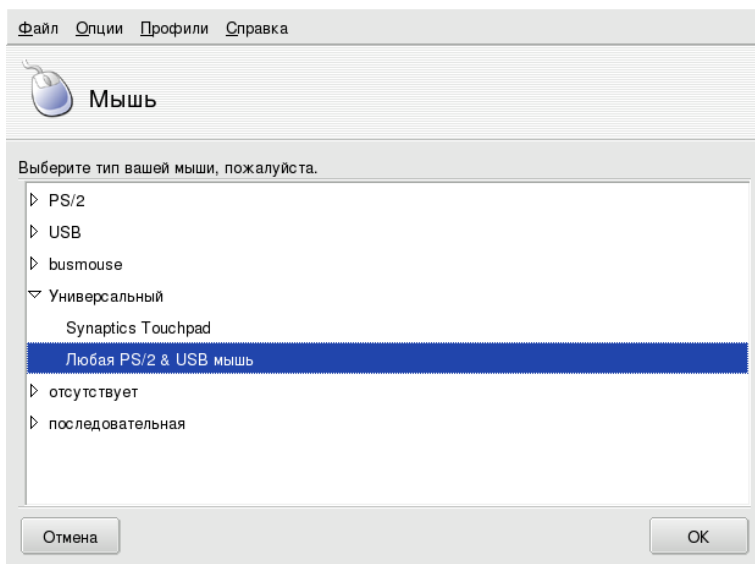 Файл Опции Профили Справка
Мышь
Выберите тип вашей мыши, пожалуйста.
PS/2
USB
busmouse
Универсальный
Synaptics Touchpad
Любая PS/2 & USB мышь
отсутствует
последовательная
Отмена OK